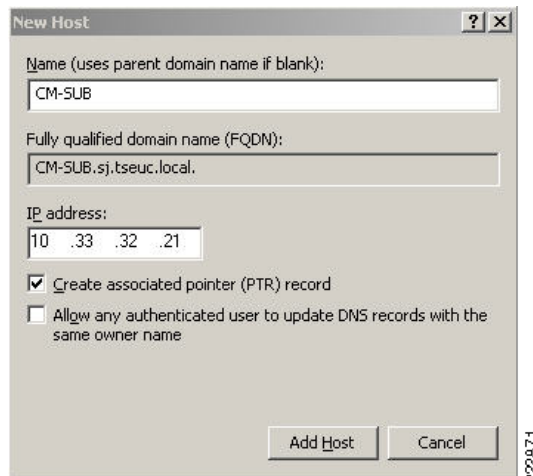 New Host
? ×
Name (uses parent domain name if blank):
CM-SUB
Fully qualified domain name (FQDN):
CM-SUB.sj.tseuc.local.
IP address:
10 .33 .32 .21
Create associated pointer (PTR) record
Allow any authenticated user to update DNS records with the
same owner name
Add Host
Cancel